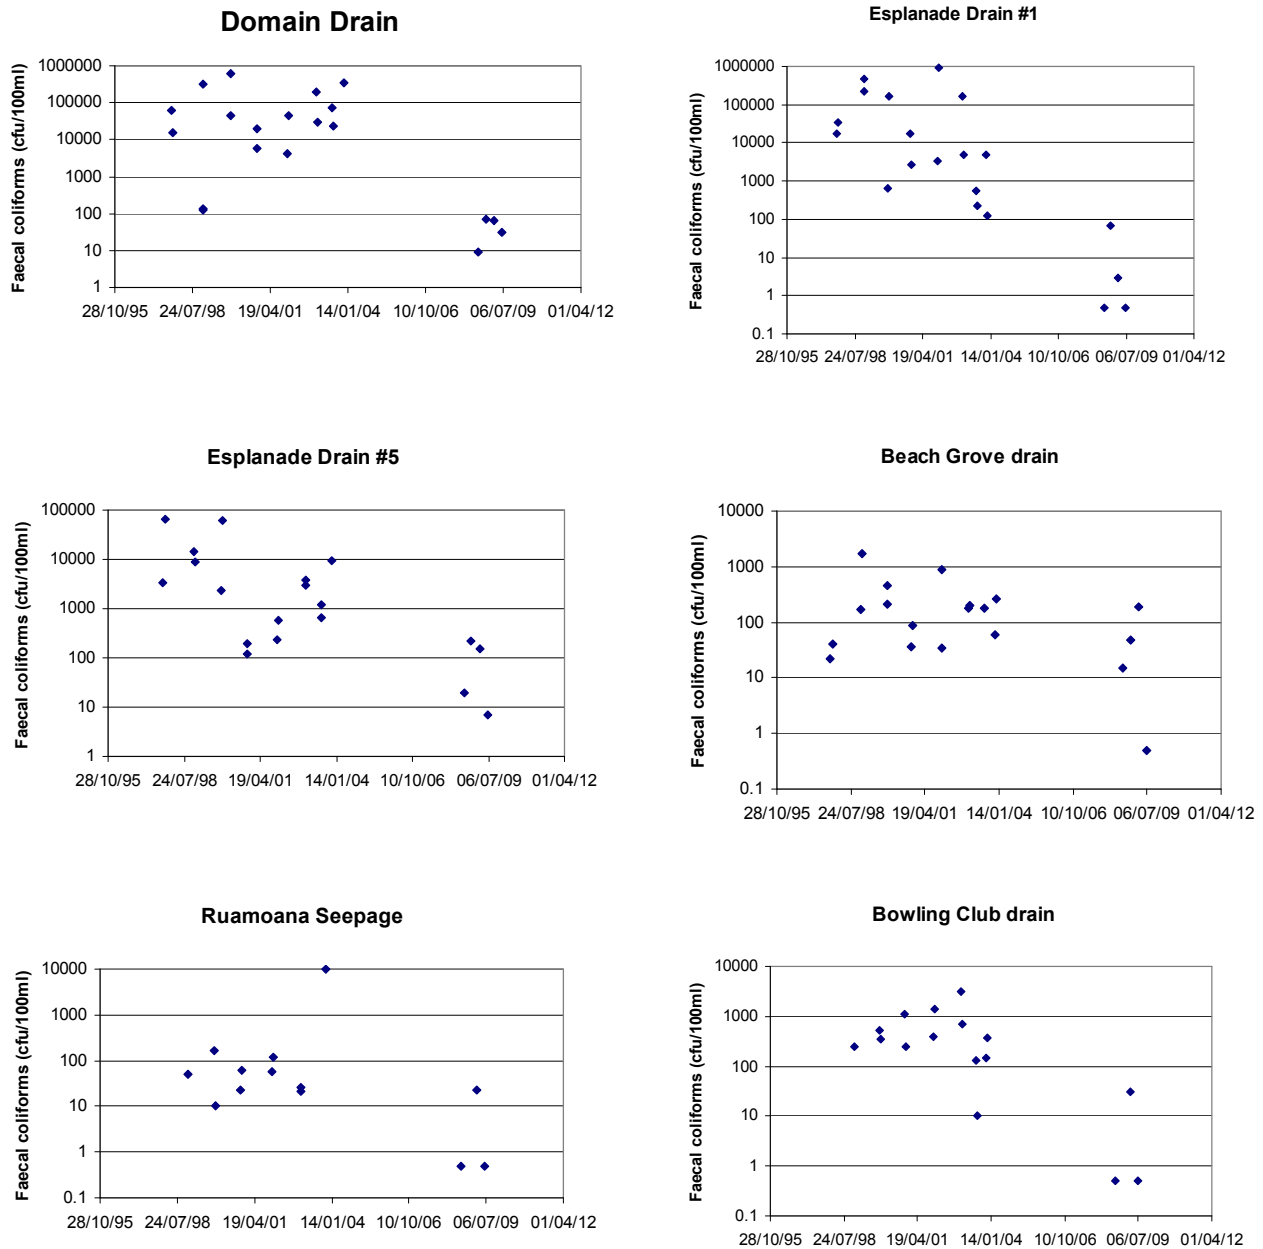 Domain Drain
Faecal coliforms (cfu/100ml)
1000000
100000
10000
1000
100
10
1
28/10/95 24/07/98 19/04/01 14/01/04 10/10/06 06/07/09 01/04/12
Esplanade Drain #1
Faecal coliforms (cfu/100ml)
1000000
100000
10000
1000
100
10
1
0.1
28/10/95 24/07/98 19/04/01 14/01/04 10/10/06 06/07/09 01/04/12
Esplanade Drain #5
Faecal coliforms (cfu/100ml)
100000
10000
1000
100
10
1
28/10/95 24/07/98 19/04/01 14/01/04 10/10/06 06/07/09 01/04/12
Beach Grove drain
Faecal coliforms (cfu/100ml)
10000
1000
100
10
1
0.1
28/10/95 24/07/98 19/04/01 14/01/04 10/10/06 06/07/09 01/04/12
Ruamoana Seepage
Faecal coliforms (cfu/100ml)
10000
1000
100
10
1
0.1
28/10/95 24/07/98 19/04/01 14/01/04 10/10/06 06/07/09 01/04/12
Bowling Club drain
Faecal coliforms (cfu/100ml)
10000
1000
100
10
1
0.1
28/10/95 24/07/98 19/04/01 14/01/04 10/10/06 06/07/09 01/04/12